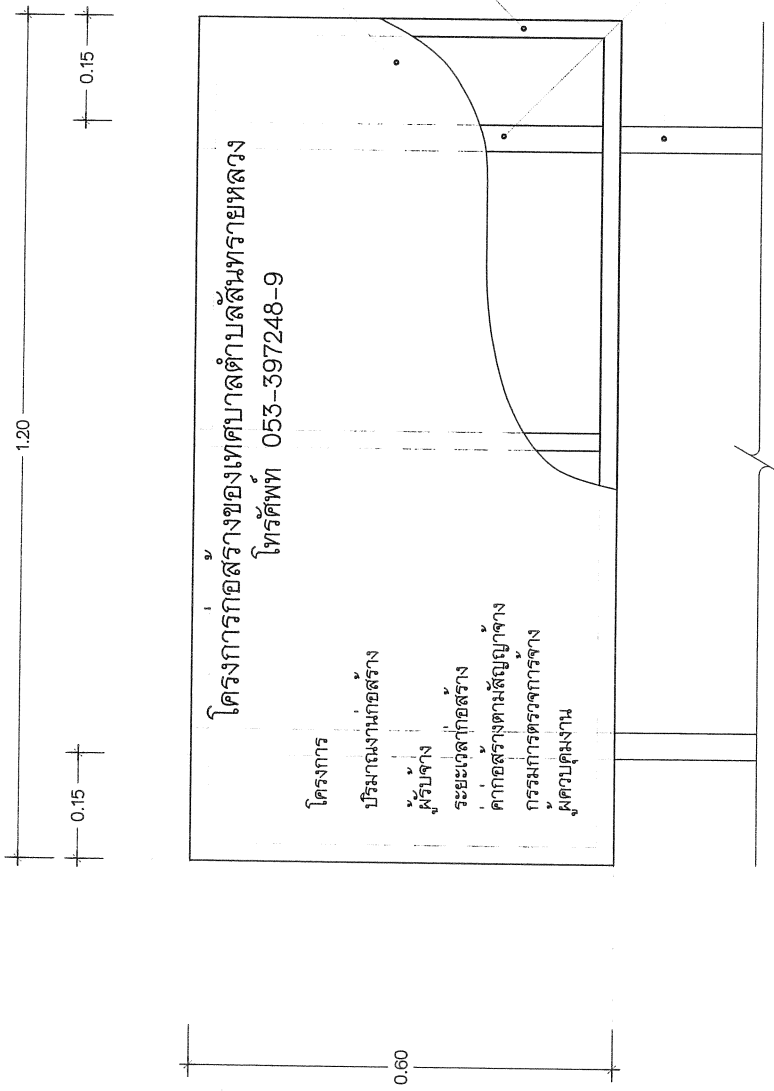 1.20
0.15
0.15
โครงการก่อสร้างของเทศบาลตำบลสันทรายหลวง
โทรศัพท์ 053-397248-9
โครงการ
ปริมาณงานก่อสร้าง
ผู้รับจ้าง
ระยะเวลาก่อสร้าง
ค่าก่อสร้างตามสัญญาจ้าง
กรรมการตรวจการจ้าง
ผู้ควบคุมงาน
0.60